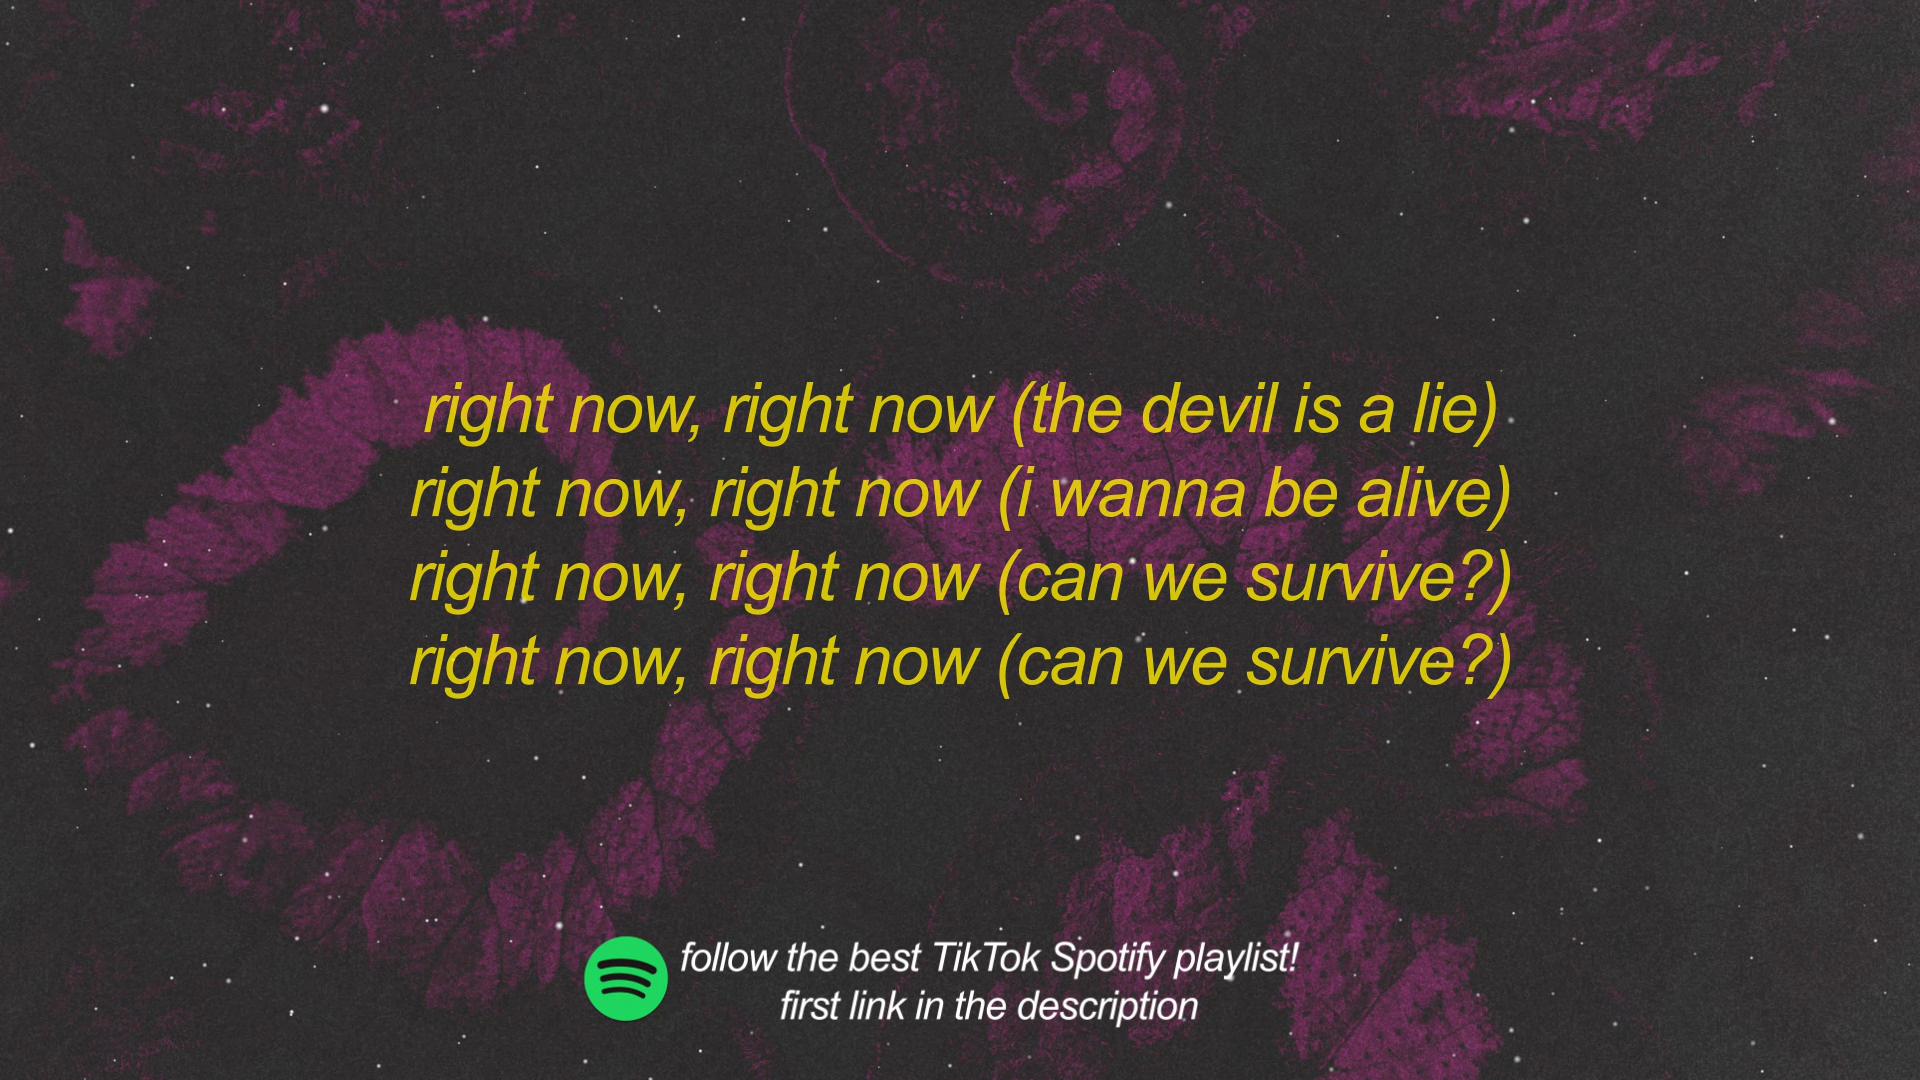 right now, right now (the devil is a lie)
right now, right now (i wanna be alive)
right now, right now (can we survive?)
right now, right now (can we survive?)
follow the best TikTok Spotify playlist!
first link in the description